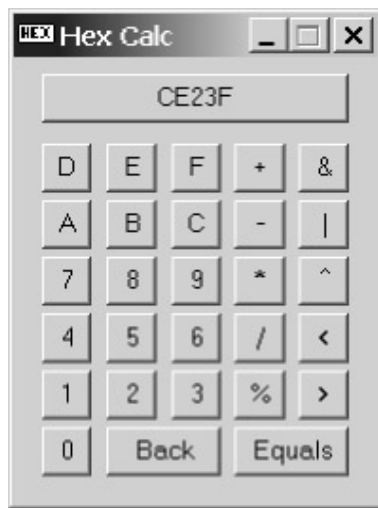 HEX Hex Calc
CE23F
D E F + &
A B C - |
7 8 9 * ^
4 5 6 / <
1 2 3 % >
0 Back Equals